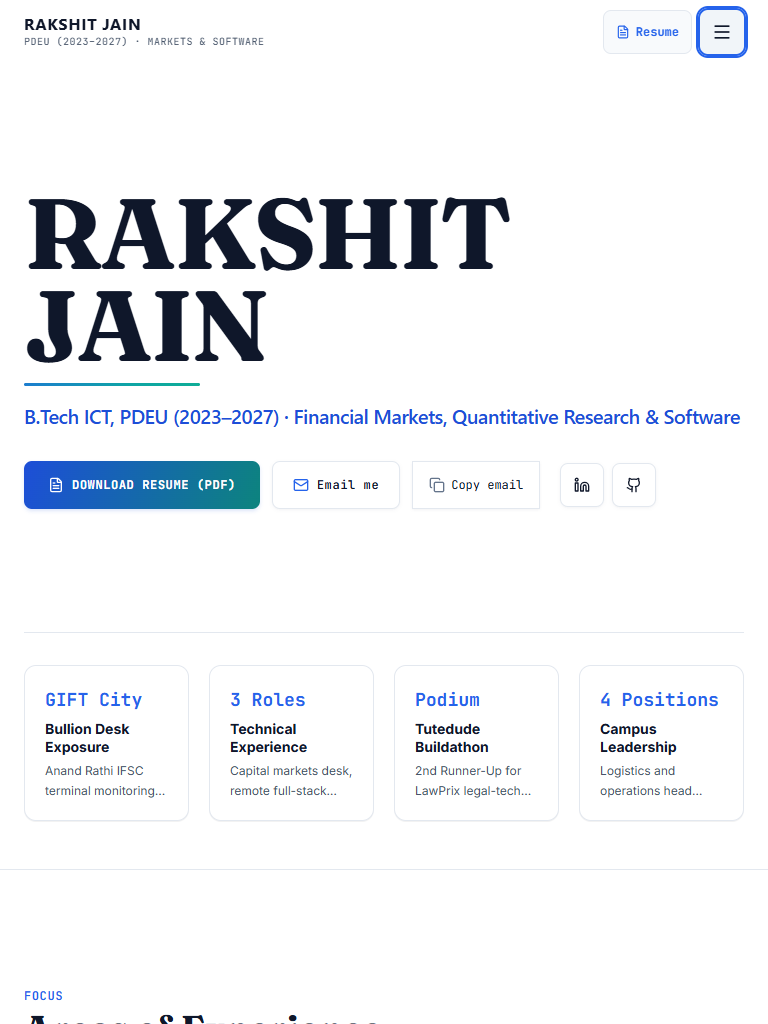 RAKSHIT JAIN
PDEU (2023–2027) · MARKETS & SOFTWARE
Resume
RAKSHIT
JAIN
B.Tech ICT, PDEU (2023–2027) · Financial Markets, Quantitative Research & Software
DOWNLOAD RESUME (PDF)
Email me
Copy email
GIFT City
Bullion Desk
Exposure
Anand Rathi IFSC
terminal monitoring…
3 Roles
Technical
Experience
Capital markets desk,
remote full-stack…
Podium
Tutedude
Buildathon
2nd Runner-Up for
LawPrix legal-tech…
4 Positions
Campus
Leadership
Logistics and
operations head…
FOCUS
Areas of Experience